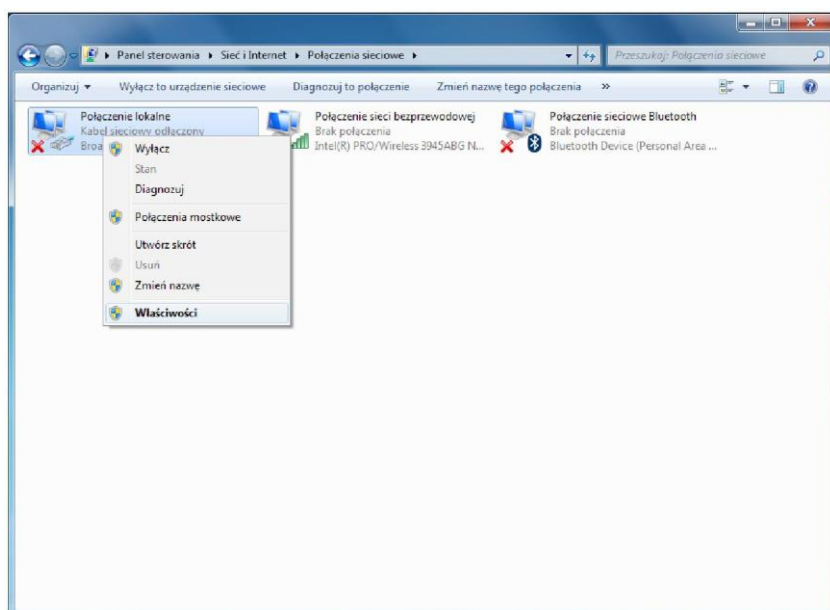 Panel sterowania ▸ Sieć i Internet ▸ Połączenia sieciowe ▸
Przeszukaj: Połączenia sieciowe
Organizuj Wyłącz to urządzenie sieciowe Diagnozuj to połączenie Zmień nazwę tego połączenia »
Połączenie lokalne
Kabel sieciowy odłączony
Broa
Połączenie sieci bezprzewodowej
Brak połączenia
Intel(R) PRO/Wireless 3945ABG N...
Połączenie sieciowe Bluetooth
Brak połączenia
Bluetooth Device (Personal Area ...
Wyłącz
Stan
Diagnozuj
Połączenia mostkowe
Utwórz skrót
Usuń
Zmień nazwę
Właściwości